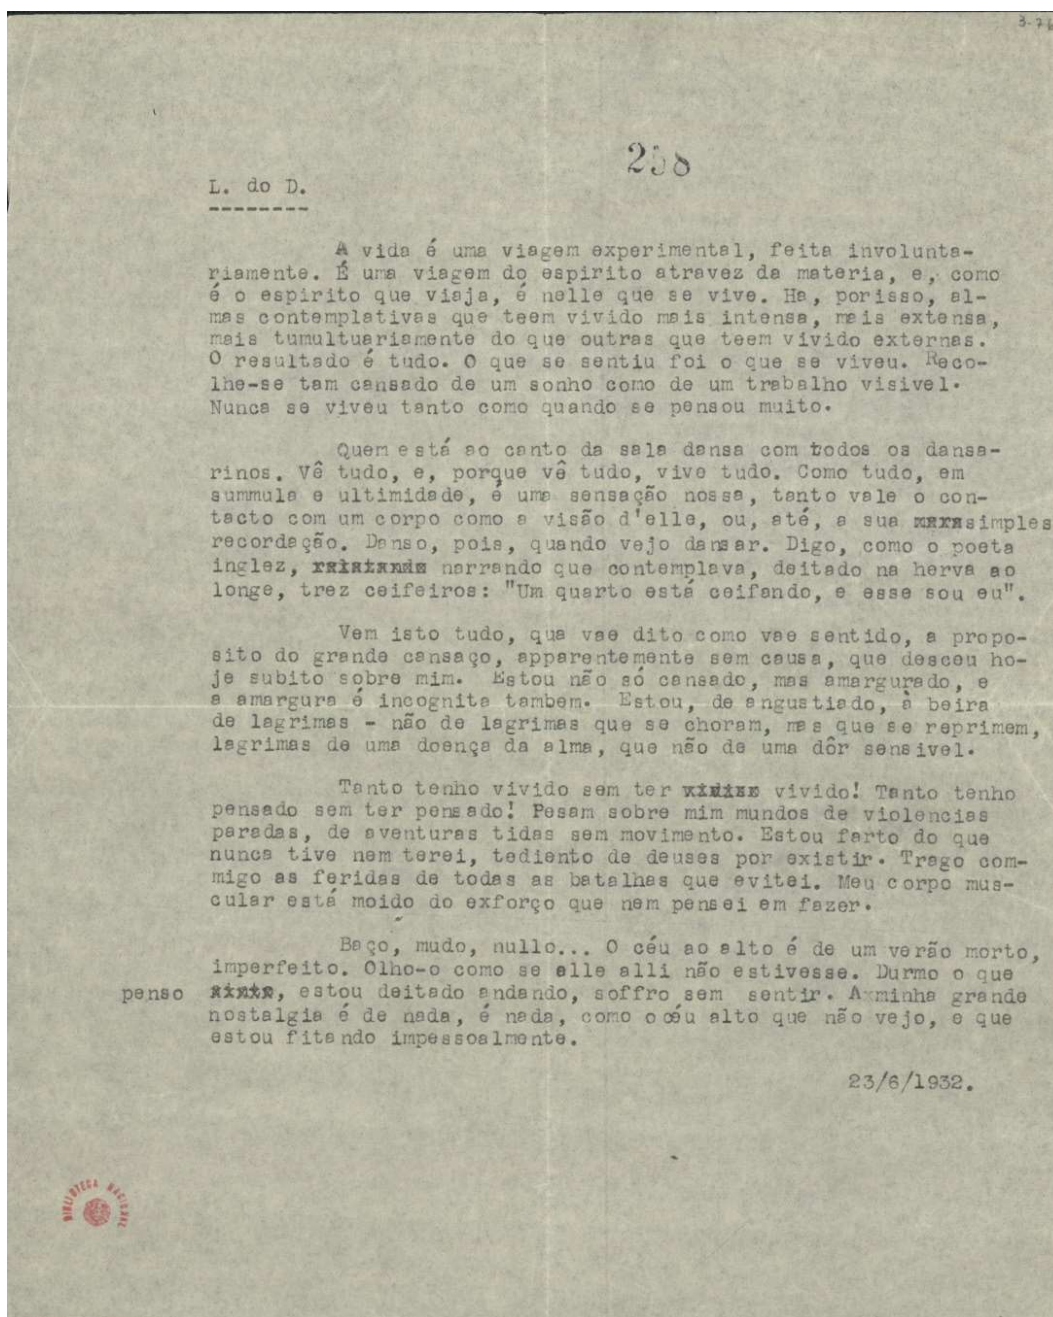 3-76
258
L. do D.
A vida é uma viagem experimental, feita involunta-
riamente. É uma viagem do espirito atravez da materia, e, como
é o espirito que viaja, é nelle que se vive. Ha, porisso, al-
mas contemplativas que teem vivido mais intensa, mais extensa,
mais tumultuariamente do que outras que teem vivido externas.
O resultado é tudo. O que se sentiu foi o que se viveu. Reco-
lhe-se tam cansado de um sonho como de um trabalho visivel.
Nunca se viveu tanto como quando se pensou muito.
Quem está ao canto da sala dansa com todos os dansa-
rinos. Vê tudo, e, porque vê tudo, vive tudo. Como tudo, em
summula e ultimidade, é uma sensação nossa, tanto vale o con-
tacto com um corpo como a visão d'elle, ou, até, a sua simples
recordação. Danso, pois, quando vejo dansar. Digo, como o poeta
inglez, narrando que contemplava, deitado na herva ao
longe, trez ceifeiros: "Um quarto está ceifando, e esse sou eu".
Vem isto tudo, que vae dito como vae sentido, a propo-
sito do grande cansaço, apparentemente sem causa, que desceu ho-
je subito sobre mim. Estou não só cansado, mas amargurado, e
a amargura é incognita tambem. Estou, de angustiado, à beira
de lagrimas - não de lagrimas que se choram, mas que se reprimem,
lagrimas de uma doença da alma, que não de uma dôr sensivel.
Tanto tenho vivido sem ter vivido! Tanto tenho
pensado sem ter pensado! Pesam sobre mim mundos de violencias
paradas, de aventuras tidas sem movimento. Estou farto do que
nunca tive nem terei, tediento de deuses por existir. Trago com-
migo as feridas de todas as batalhas que evitei. Meu corpo mus-
cular está moido do exforço que nem pensei em fazer.
Baço, mudo, nullo... O céu ao alto é de um verão morto,
imperfeito. Olho-o como se elle alli não estivesse. Durmo o que
penso , estou deitado andando, soffro sem sentir. A minha grande
nostalgia é de nada, é nada, como o céu alto que não vejo, e que
estou fitando impessoalmente.
23/6/1932.
BIBLIOTECA NACIONAL